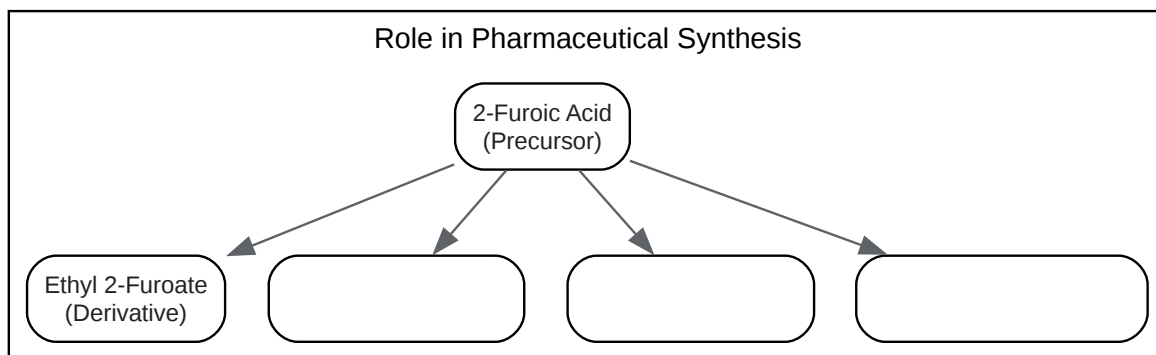 Role in Pharmaceutical Synthesis
2-Furoic Acid
(Precursor)
Ethyl 2-Furoate
(Derivative)